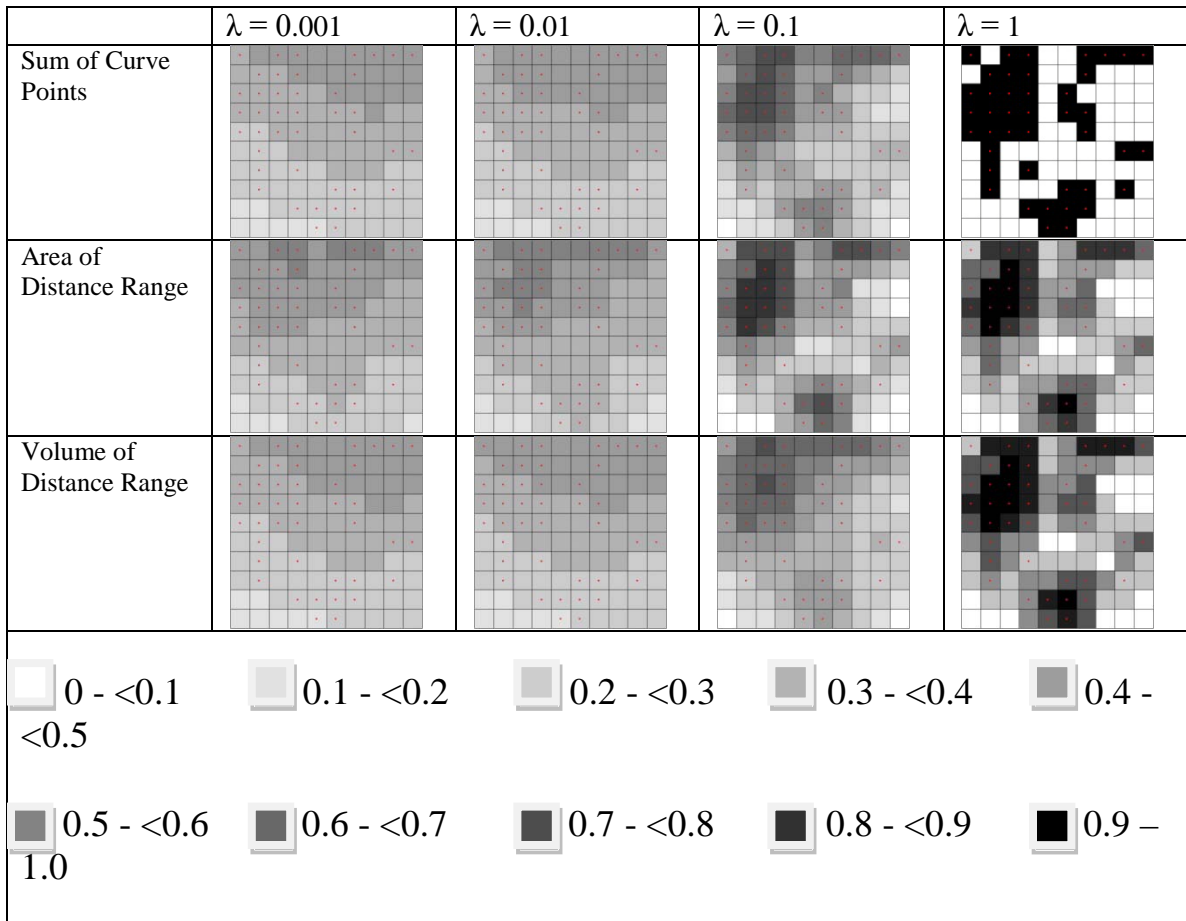 λ = 0.001 λ = 0.01 λ = 0.1 λ = 1
Sum of Curve
Points
Area of
Distance Range
Volume of
Distance Range
0 - <0.1 0.1 - <0.2 0.2 - <0.3 0.3 - <0.4 0.4 -
<0.5
0.5 - <0.6 0.6 - <0.7 0.7 - <0.8 0.8 - <0.9 0.9 –
1.0